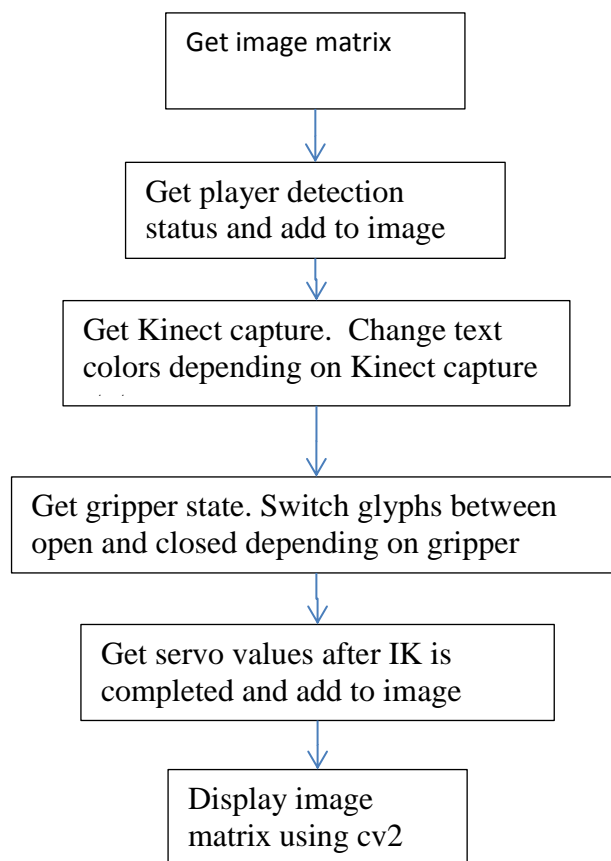 Get image matrix
Get player detection
status and add to image
Get Kinect capture.  Change text
colors depending on Kinect capture
Get gripper state. Switch glyphs between
open and closed depending on gripper
Get servo values after IK is
completed and add to image
Display image
matrix using cv2